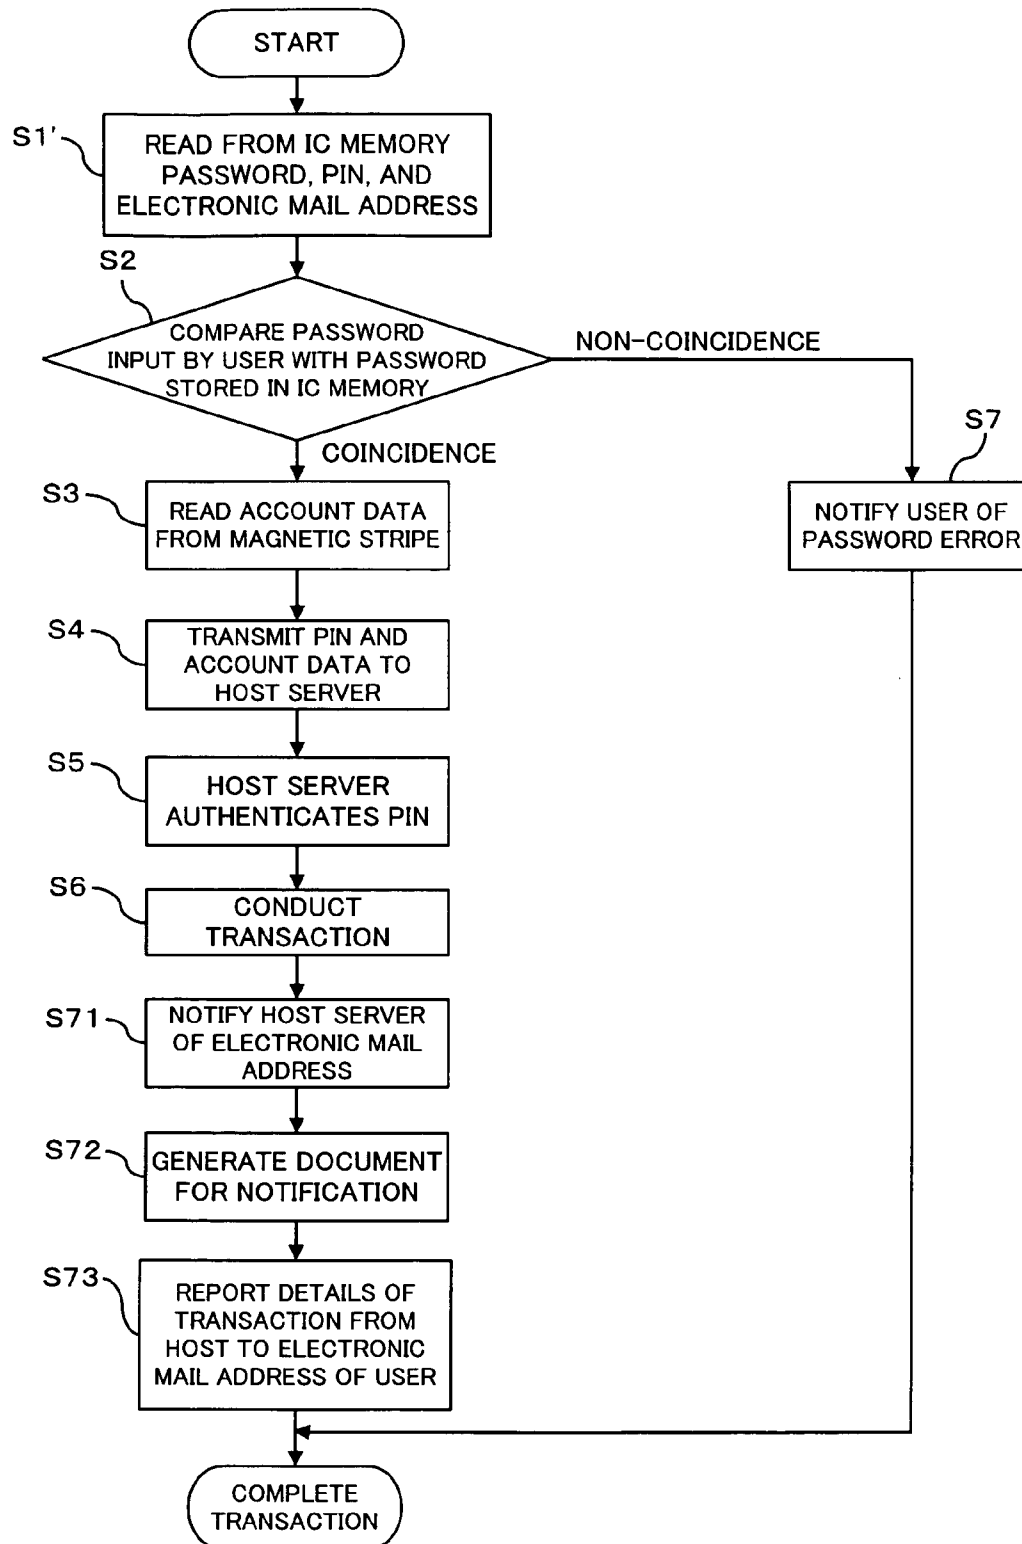 START
S1'
READ FROM IC MEMORY
PASSWORD, PIN, AND
ELECTRONIC MAIL ADDRESS
S2
COMPARE PASSWORD
INPUT BY USER WITH PASSWORD
STORED IN IC MEMORY
NON-COINCIDENCE
COINCIDENCE
S7
NOTIFY USER OF
PASSWORD ERROR
S3
READ ACCOUNT DATA
FROM MAGNETIC STRIPE
S4
TRANSMIT PIN AND
ACCOUNT DATA TO
HOST SERVER
S5
HOST SERVER
AUTHENTICATES PIN
S6
CONDUCT
TRANSACTION
S71
NOTIFY HOST SERVER
OF ELECTRONIC MAIL
ADDRESS
S72
GENERATE DOCUMENT
FOR NOTIFICATION
S73
REPORT DETAILS OF
TRANSACTION FROM
HOST TO ELECTRONIC
MAIL ADDRESS OF USER
COMPLETE
TRANSACTION